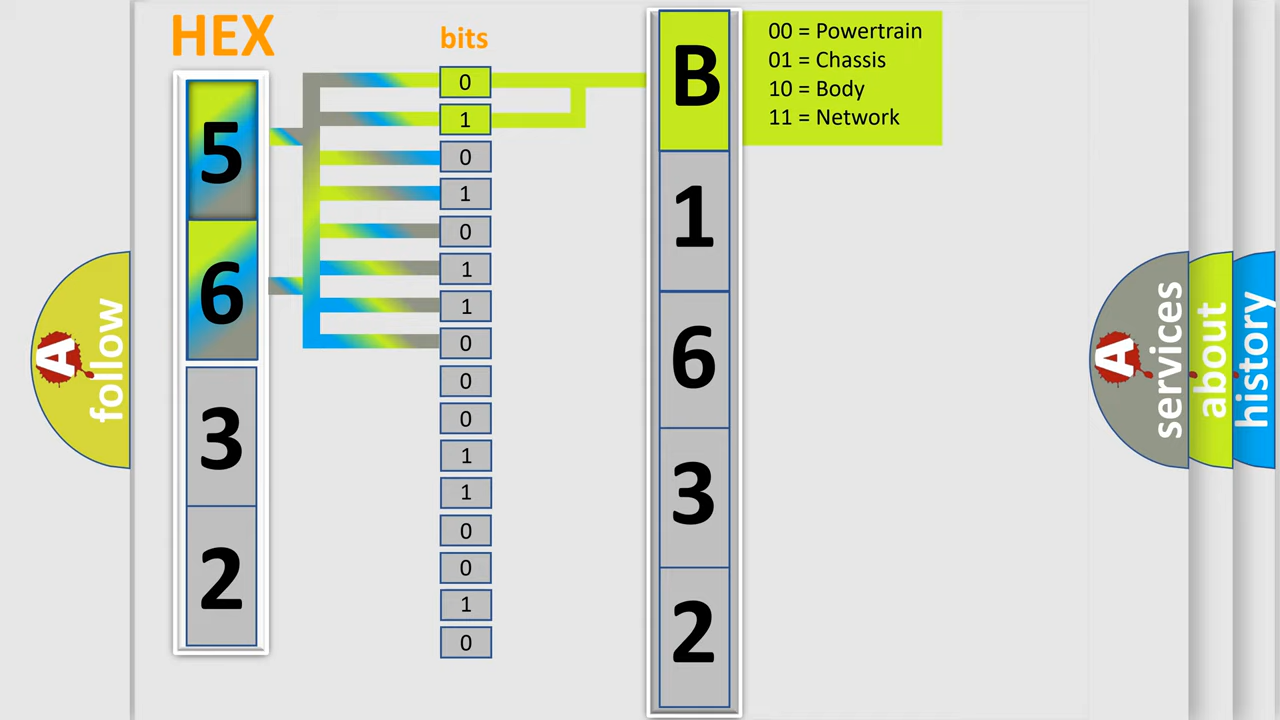 HEX
5
6
3
2
bits
0
1
0
1
0
1
1
0
0
0
1
1
0
0
1
0
B
1
6
3
2
00 = Powertrain
01 = Chassis
10 = Body
11 = Network
A follow
A services
about
history